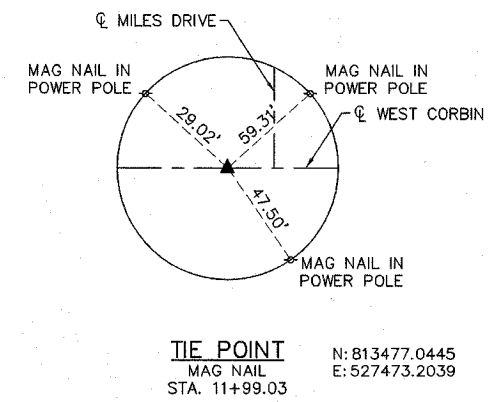 ℄ MILES DRIVE
MAG NAIL IN
POWER POLE
MAG NAIL IN
POWER POLE
29.02'
59.31'
℄ WEST CORBIN
47.50'
MAG NAIL IN
POWER POLE
TIE POINT
MAG NAIL
STA. 11+99.03
N: 813477.0445
E: 527473.2039